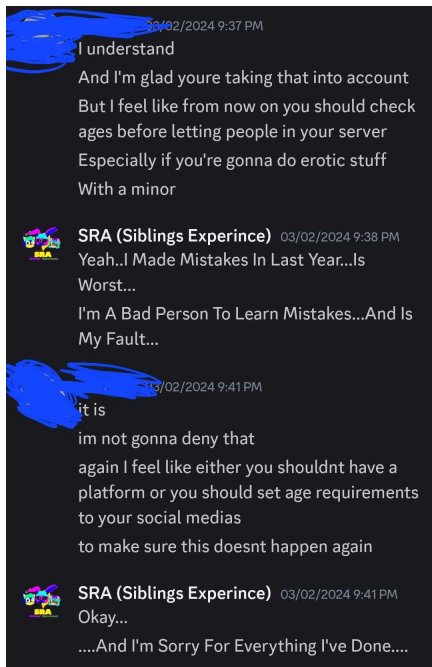 03/02/2024 9:37 PM
I understand
And I'm glad youre taking that into account
But I feel like from now on you should check
ages before letting people in your server
Especially if you're gonna do erotic stuff
With a minor
SRA (Siblings Experince) 03/02/2024 9:38 PM
Yeah..I Made Mistakes In Last Year...Is
Worst...
I'm A Bad Person To Learn Mistakes...And Is
My Fault...
03/02/2024 9:41 PM
it is
im not gonna deny that
again I feel like either you shouldnt have a
platform or you should set age requirements
to your social medias
to make sure this doesnt happen again
SRA (Siblings Experince) 03/02/2024 9:41 PM
Okay...
....And I'm Sorry For Everything I've Done....